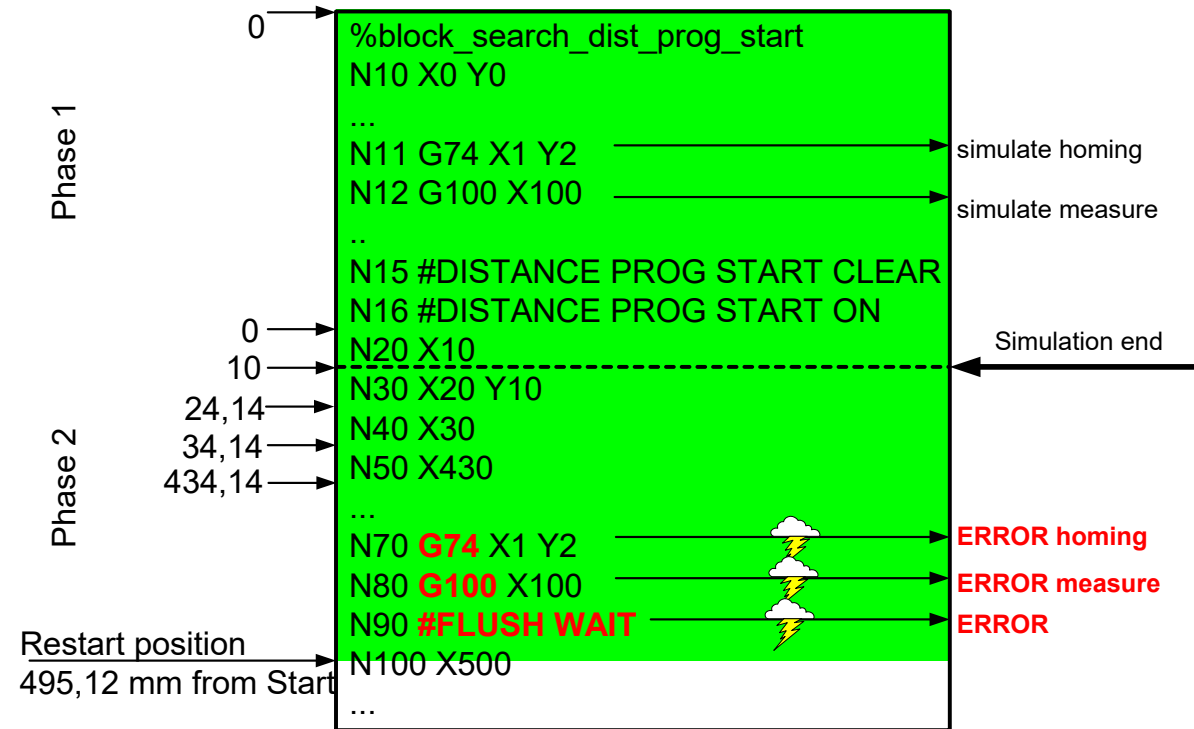 0
%block_search_dist_prog_start
N10 X0 Y0
...
Phase 1
N11 G74 X1 Y2
simulate homing
N12 G100 X100
simulate measure
..
N15 #DISTANCE PROG START CLEAR
N16 #DISTANCE PROG START ON
0
N20 X10
Simulation end
10
N30 X20 Y10
24,14
N40 X30
34,14
N50 X430
434,14
Phase 2
...
N70 G74 X1 Y2
ERROR homing
N80 G100 X100
ERROR measure
N90 #FLUSH WAIT
ERROR
Restart position
495,12 mm from Start
N100 X500
...